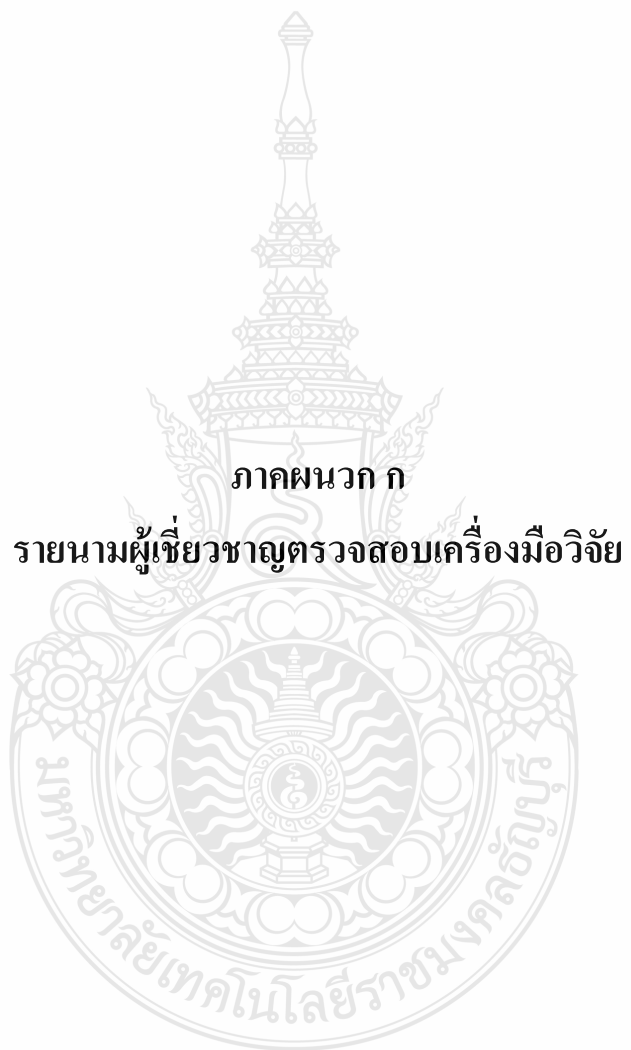 ภาคผนวก ก
รายนามผู้เชี่ยวชาญตรวจสอบเครื่องมือวิจัย
มหาวิทยาลัยเทคโนโลยีราชมงคลธัญบุรี